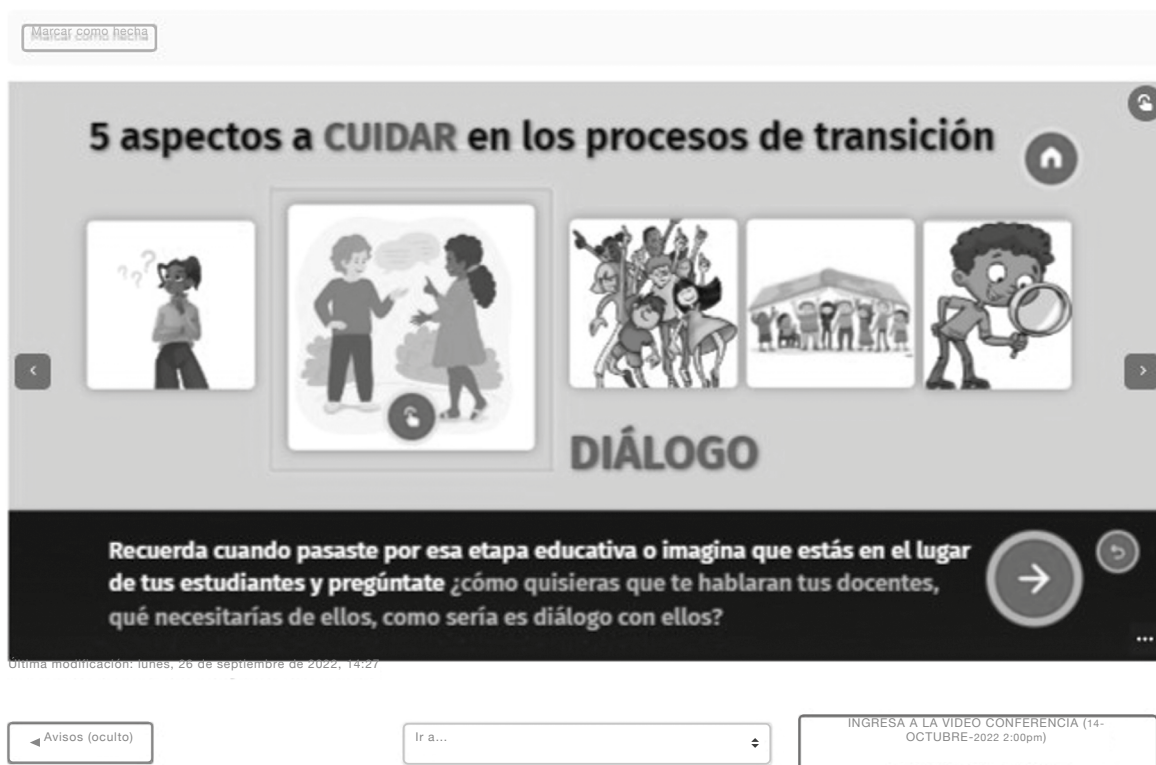 Marcar como hecha
5 aspectos a CUIDAR en los procesos de transición
DIÁLOGO
Recuerda cuando pasaste por esa etapa educativa o imagina que estás en el lugar
de tus estudiantes y pregúntate ¿cómo quisieras que te hablaran tus docentes,
qué necesitarías de ellos, como sería es diálogo con ellos?
Última modificación: lunes, 26 de septiembre de 2022, 14:27
◀ Avisos (oculto)
Ir a...
INGRESA A LA VIDEO CONFERENCIA (14-
OCTUBRE-2022 2:00pm)